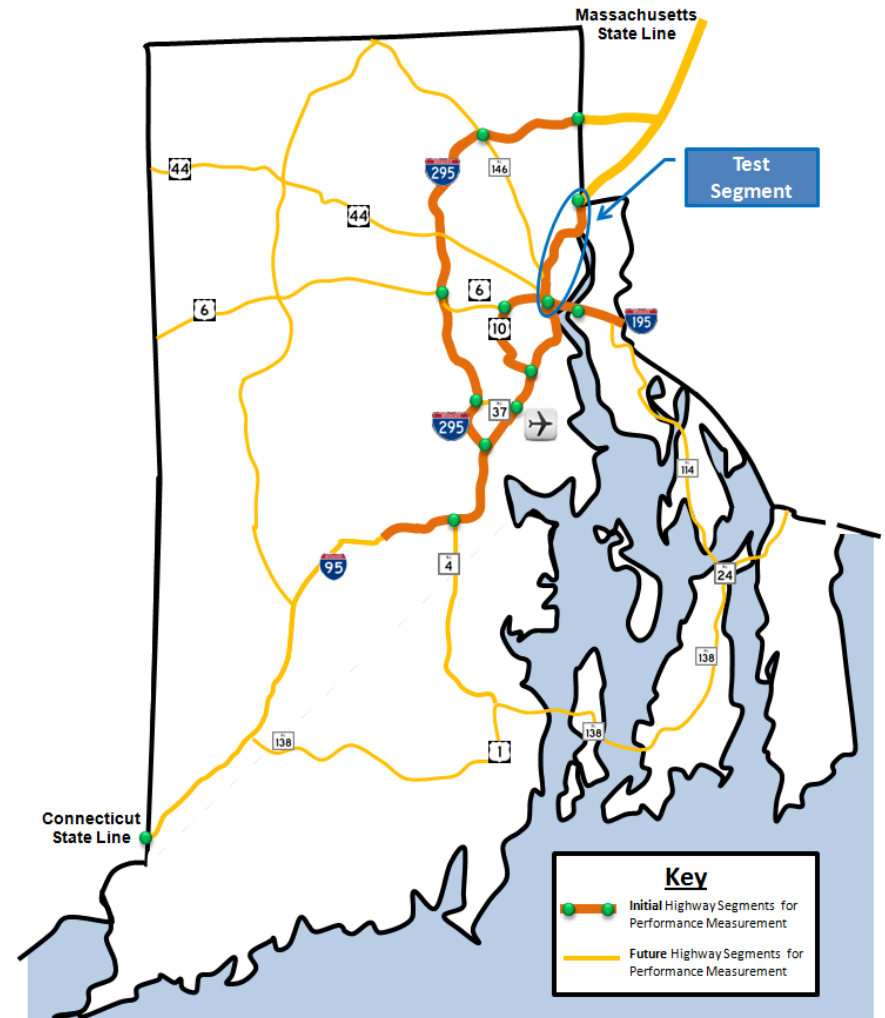 Massachusetts
State Line
44
295
146
Test
Segment
44
6
6
10
195
37
295
114
95
4
24
138
138
138
1
Connecticut
State Line
Key
Initial Highway Segments for
Performance Measurement
Future Highway Segments for
Performance Measurement